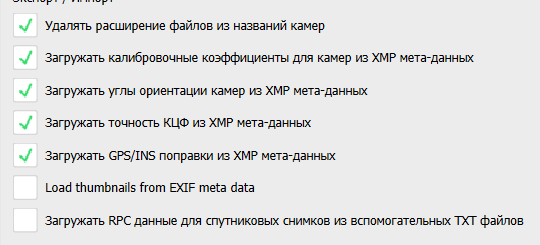 Экспорт / Импорт
Удалять расширение файлов из названий камер
Загружать калибровочные коэффициенты для камер из XMP мета-данных
Загружать углы ориентации камер из XMP мета-данных
Загружать точность КЦФ из XMP мета-данных
Загружать GPS/INS поправки из XMP мета-данных
Load thumbnails from EXIF meta data
Загружать RPC данные для спутниковых снимков из вспомогательных TXT файлов